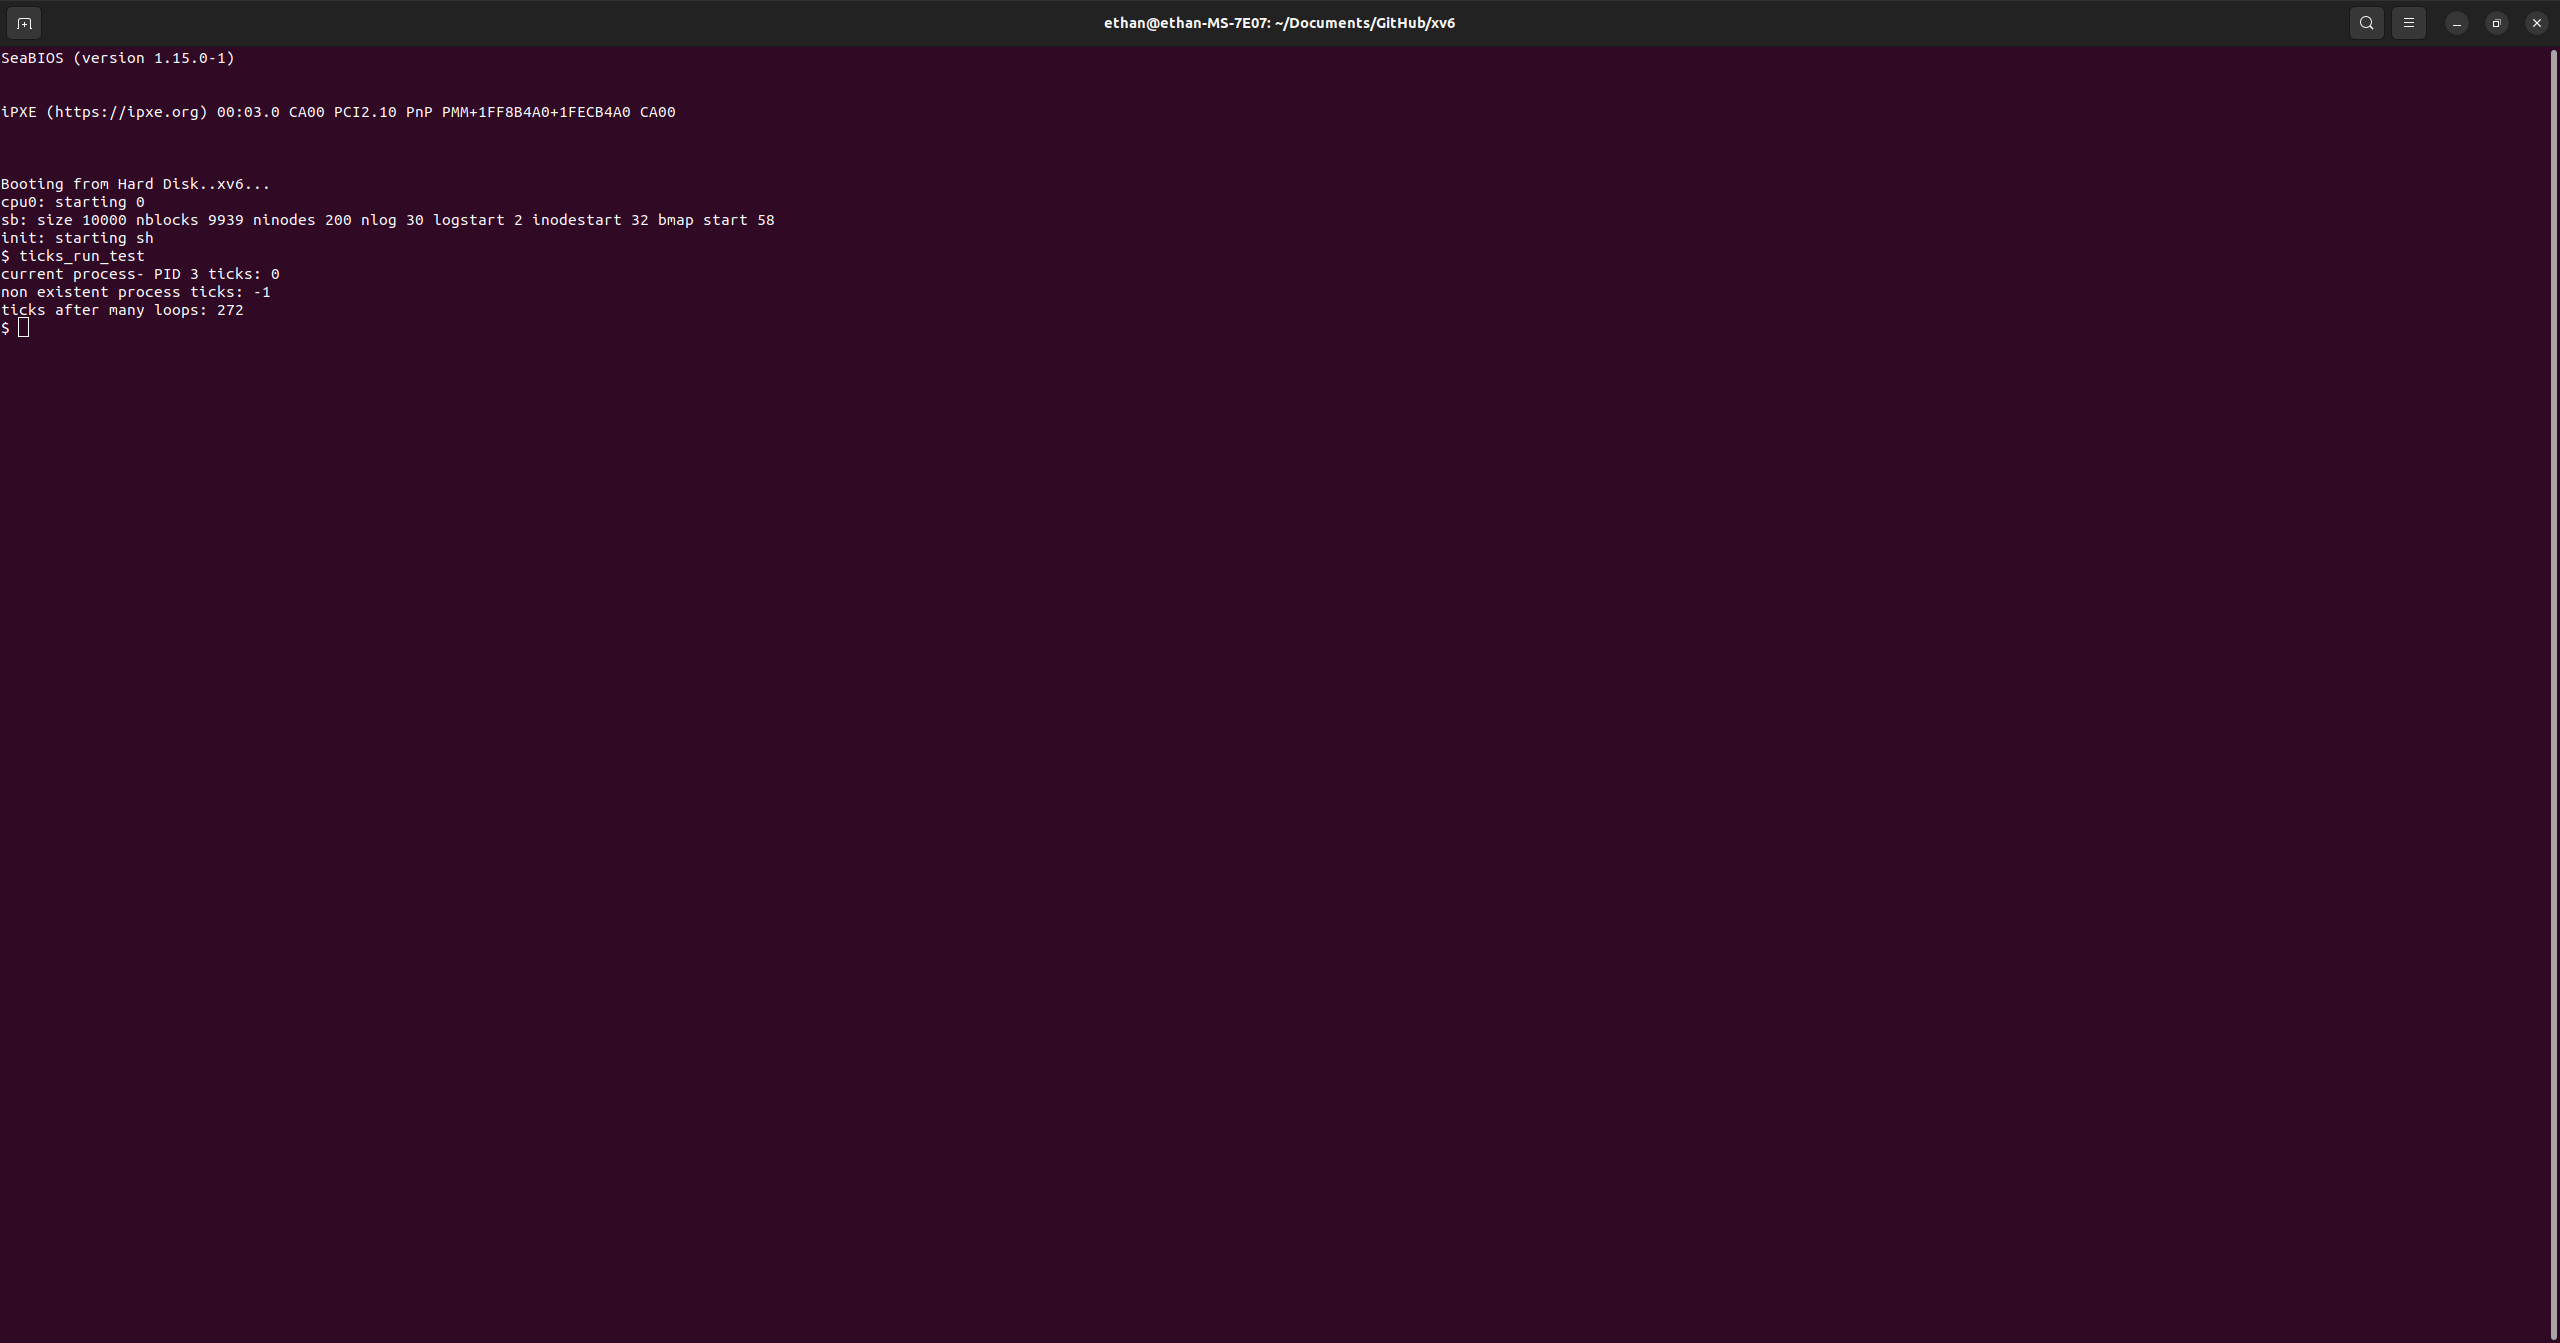 ethan@ethan-MS-7E07: ~/Documents/GitHub/xv6
SeaBIOS (version 1.15.0-1)
iPXE (https://ipxe.org) 00:03.0 CA00 PCI2.10 PnP PMM+1FF8B4A0+1FECB4A0 CA00
Booting from Hard Disk..xv6...
cpu0: starting 0
sb: size 10000 nblocks 9939 ninodes 200 nlog 30 logstart 2 inodestart 32 bmap start 58
init: starting sh
$ ticks_run_test
current process- PID 3 ticks: 0
non existent process ticks: -1
ticks after many loops: 272
$